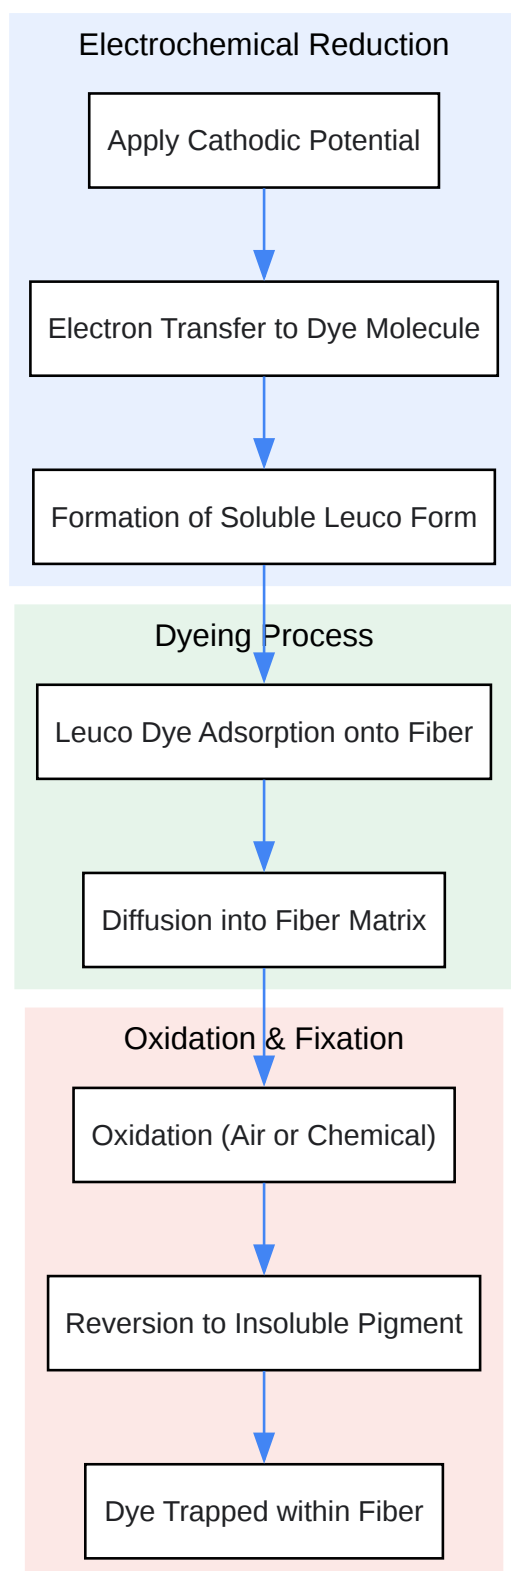 Electrochemical Reduction
Apply Cathodic Potential
Electron Transfer to Dye Molecule
Formation of Soluble Leuco Form
Dyeing Process
Leuco Dye Adsorption onto Fiber
Diffusion into Fiber Matrix
Oxidation & Fixation
Oxidation (Air or Chemical)
Reversion to Insoluble Pigment
Dye Trapped within Fiber